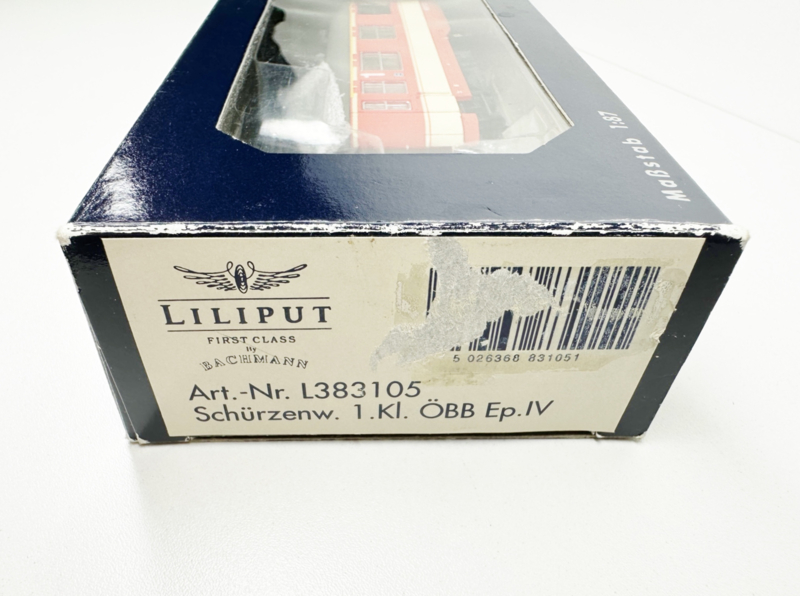 1
Maßstab 1:87
LILIPUT
FIRST CLASS
By
BACHMANN
5 026368 831051
Art.-Nr. L383105
Schürzenw. 1.Kl. ÖBB Ep.IV